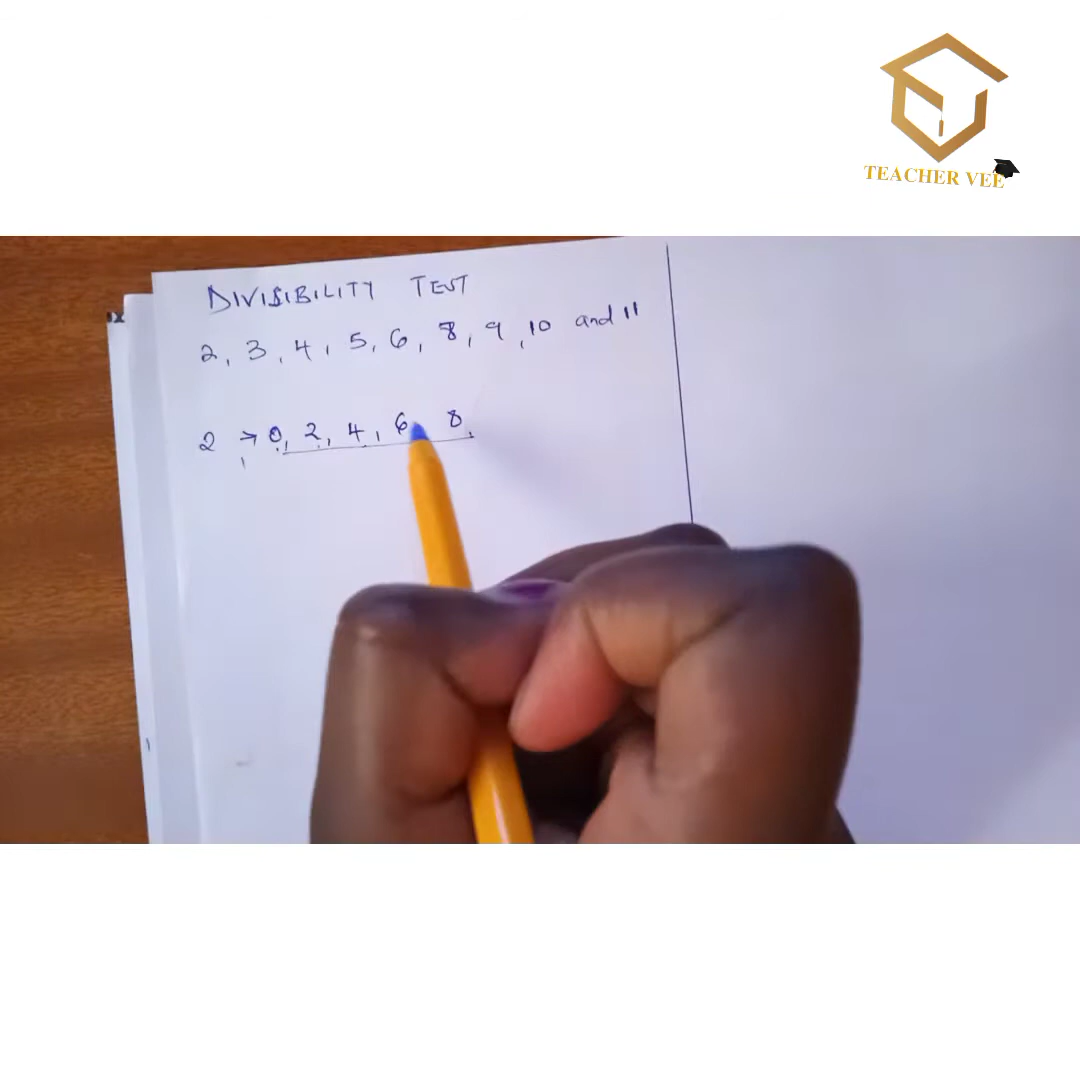 TEACHER VEE
DIVISIBILITY TEST
2, 3, 4, 5, 6, 8, 9, 10 and 11
2 → 0, 2, 4, 6, 8,